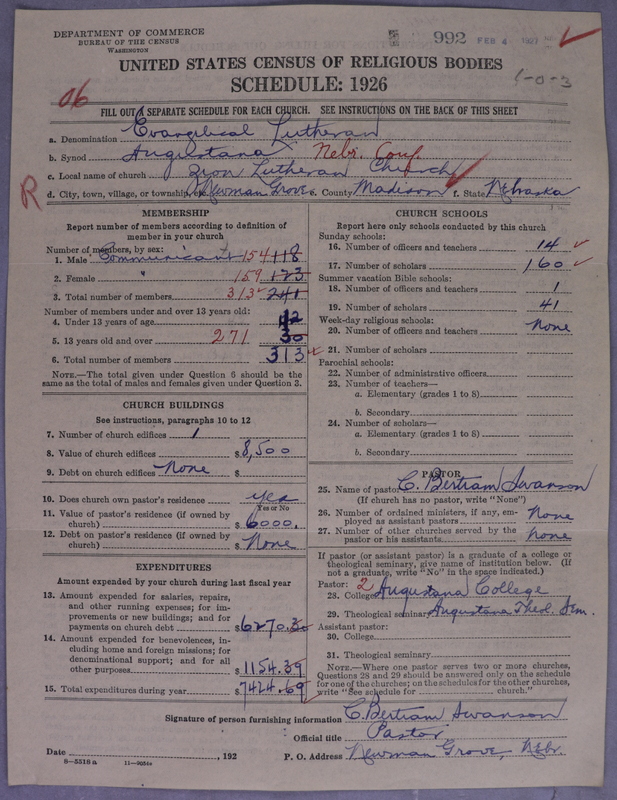 DEPARTMENT OF COMMERCE
BUREAU OF THE CENSUS
WASHINGTON
992 FEB 4 1927
UNITED STATES CENSUS OF RELIGIOUS BODIES
SCHEDULE: 1926
1-0-3
06
FILL OUT A SEPARATE SCHEDULE FOR EACH CHURCH. SEE INSTRUCTIONS ON THE BACK OF THIS SHEET
a. Denomination Evangelical Lutheran
b. Synod Augustana Nebr. Conf.
c. Local name of church Zion Lutheran Church
R
d. City, town, village, or township Newman Grove e. County Madison f. State Nebraska
MEMBERSHIP
Report number of members according to definition of
member in your church
Number of members, by sex:
1. Male Communicant 154 118
2. Female " 159 123
3. Total number of members 313 241
Number of members under and over 13 years old:
4. Under 13 years of age 42
5. 13 years old and over 271 30
6. Total number of members 313
NOTE.—The total given under Question 6 should be the
same as the total of males and females given under Question 3.
CHURCH BUILDINGS
See instructions, paragraphs 10 to 12
7. Number of church edifices 1
8. Value of church edifices $8,500
9. Debt on church edifices None $
10. Does church own pastor's residence yes
Yes or No
11. Value of pastor's residence (if owned by
church) $6000.
12. Debt on pastor's residence (if owned by
church) $None
EXPENDITURES
Amount expended by your church during last fiscal year
13. Amount expended for salaries, repairs,
and other running expenses; for im-
provements or new buildings; and for
payments on church debt $6270.30
14. Amount expended for benevolences, in-
cluding home and foreign missions; for
denominational support; and for all
other purposes $1154.39
15. Total expenditures during year $7424.69
CHURCH SCHOOLS
Report here only schools conducted by this church
Sunday schools:
16. Number of officers and teachers 14
17. Number of scholars 160
Summer vacation Bible schools:
18. Number of officers and teachers 1
19. Number of scholars 41
Week-day religious schools:
20. Number of officers and teachers None
21. Number of scholars
Parochial schools:
22. Number of administrative officers
23. Number of teachers—
a. Elementary (grades 1 to 8)
b. Secondary
24. Number of scholars—
a. Elementary (grades 1 to 8)
b. Secondary
PASTOR
25. Name of pastor C. Bertram Swanson
(If church has no pastor, write "None")
26. Number of ordained ministers, if any, em-
ployed as assistant pastors None
27. Number of other churches served by the
pastor or his assistants None
If pastor (or assistant pastor) is a graduate of a college or
theological seminary, give name of institution below. (If
not a graduate, write "No" in the space indicated.)
Pastor: 2
28. College Augustana College
29. Theological seminary Augustana Theol. Sem.
Assistant pastor:
30. College
31. Theological seminary
NOTE.—Where one pastor serves two or more churches,
Questions 28 and 29 should be answered only on the schedule
for one of the churches; on the schedules for the other churches,
write "See schedule for church."
Signature of person furnishing information C. Bertram Swanson
Official title Pastor
Date , 192 P. O. Address Newman Grove, Nebr.
8—5518 a 11—9054